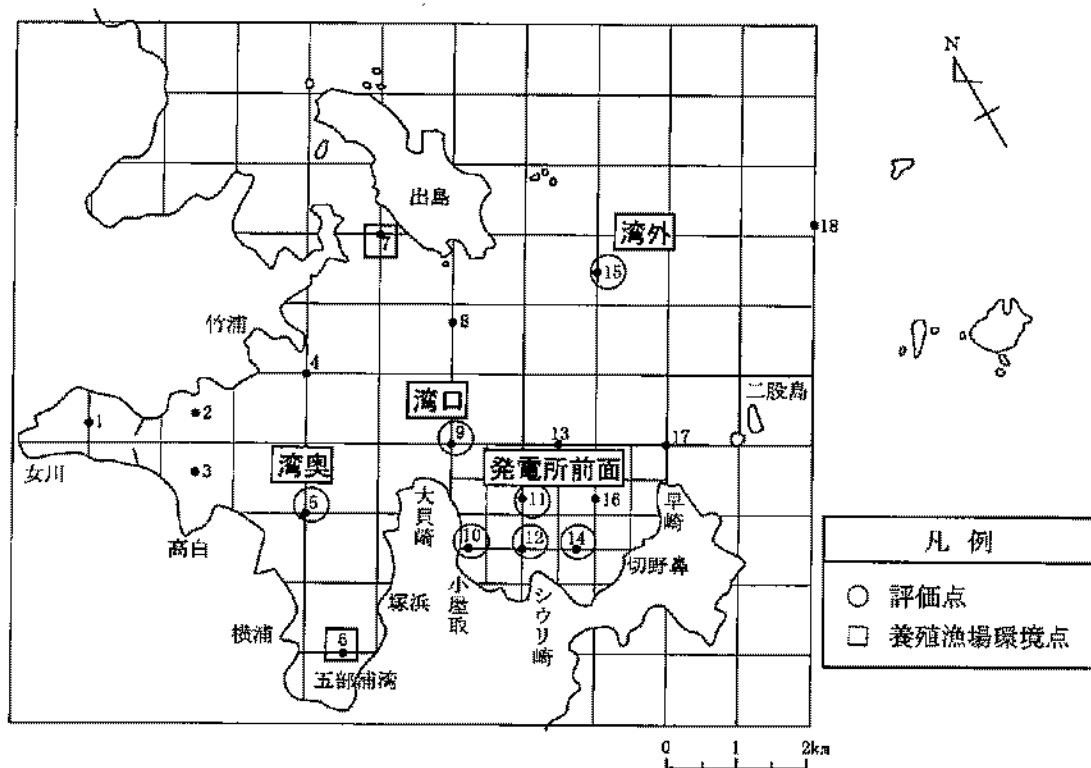 N
出島
湾外
18
7
15
竹浦
8
4
二股島
湾口
1
2
9
13
17
3
女川
湾奥
発電所前面
5
大貝崎
11
16
早崎
高白
10
12
14
切野鼻
凡 例
小屋取
シウリ崎
塚浜
○ 評価点
横浦
6
□ 養殖漁場環境点
五部浦湾
0 1 2km